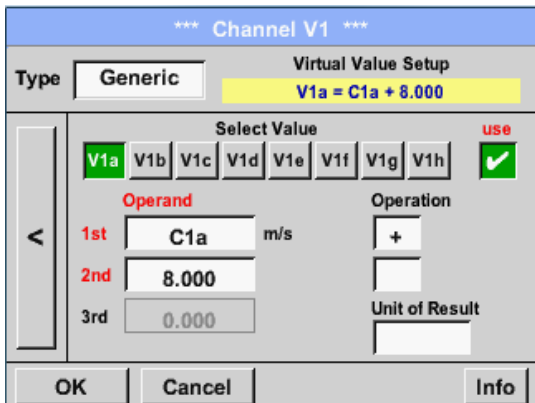 *** Channel V1 ***
Type Generic Virtual Value Setup
V1a = C1a + 8.000
Select Value use
V1a V1b V1c V1d V1e V1f V1g V1h ✔
Operand Operation
< 1st C1a m/s +
2nd 8.000
3rd 0.000 Unit of Result
OK Cancel Info